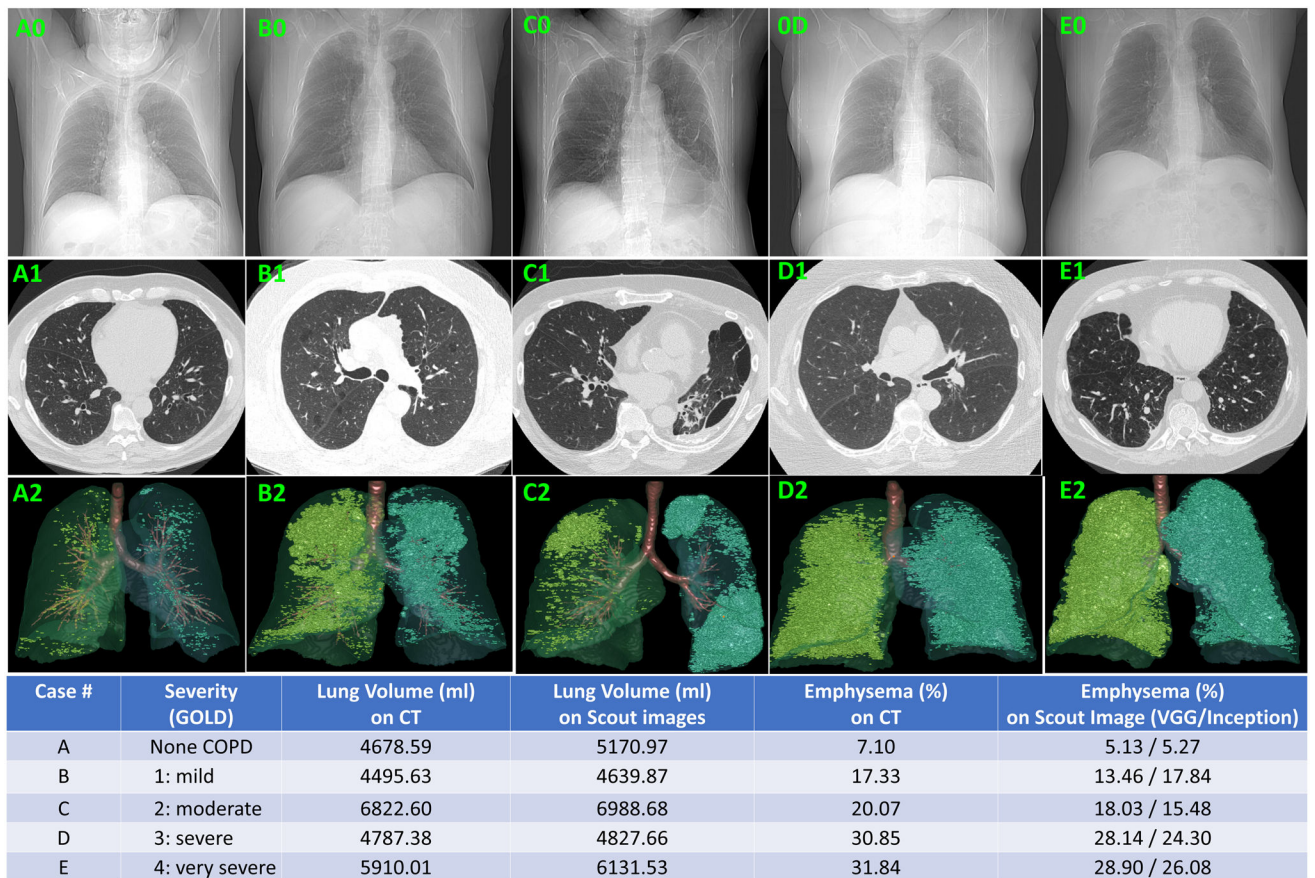 A0 B0 C0 0D E0
A1 B1 C1 D1 E1
A2 B2 C2 D2 E2
Case # Severity (GOLD) Lung Volume (ml) on CT Lung Volume (ml) on Scout images Emphysema (%) on CT Emphysema (%) on Scout Image (VGG/Inception)
A None COPD 4678.59 5170.97 7.10 5.13 / 5.27
B 1: mild 4495.63 4639.87 17.33 13.46 / 17.84
C 2: moderate 6822.60 6988.68 20.07 18.03 / 15.48
D 3: severe 4787.38 4827.66 30.85 28.14 / 24.30
E 4: very severe 5910.01 6131.53 31.84 28.90 / 26.08